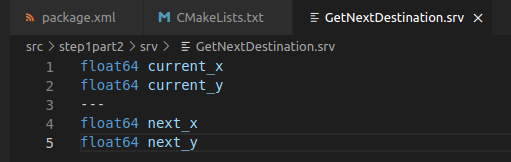 package.xml CMakeLists.txt GetNextDestination.srv
src > step1part2 > srv > GetNextDestination.srv
1 float64 current_x
2 float64 current_y
3 ---
4 float64 next_x
5 float64 next_y